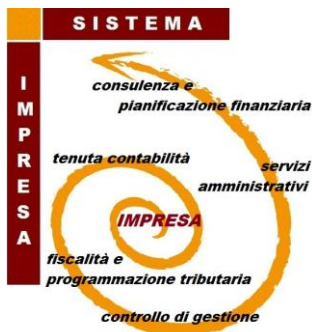 SISTEMA
IMPRESA
consulenza e
pianificazione finanziaria
tenuta contabilità
servizi
amministrativi
IMPRESA
fiscalità e
programmazione tributaria
controllo di gestione